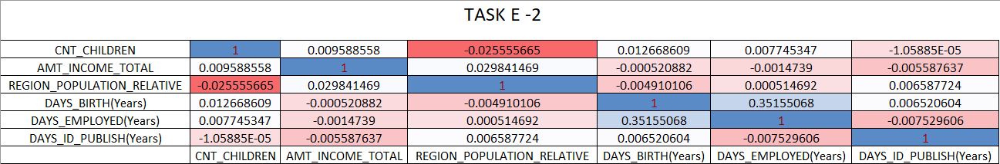 TASK E -2
CNT_CHILDREN 1 0.009588558 -0.025555665 0.012668609 0.007745347 -1.05885E-05
AMT_INCOME_TOTAL 0.009588558 1 0.029841469 -0.000520882 -0.0014739 -0.005587637
REGION_POPULATION_RELATIVE -0.025555665 0.029841469 1 -0.004910106 0.000514692 0.006587724
DAYS_BIRTH(Years) 0.012668609 -0.000520882 -0.004910106 1 0.35155068 0.006520604
DAYS_EMPLOYED(Years) 0.007745347 -0.0014739 0.000514692 0.35155068 1 -0.007529606
DAYS_ID_PUBLISH(Years) -1.05885E-05 -0.005587637 0.006587724 0.006520604 -0.007529606 1
CNT_CHILDREN AMT_INCOME_TOTAL REGION_POPULATION_RELATIVE DAYS_BIRTH(Years) DAYS_EMPLOYED(Years) DAYS_ID_PUBLISH(Years)